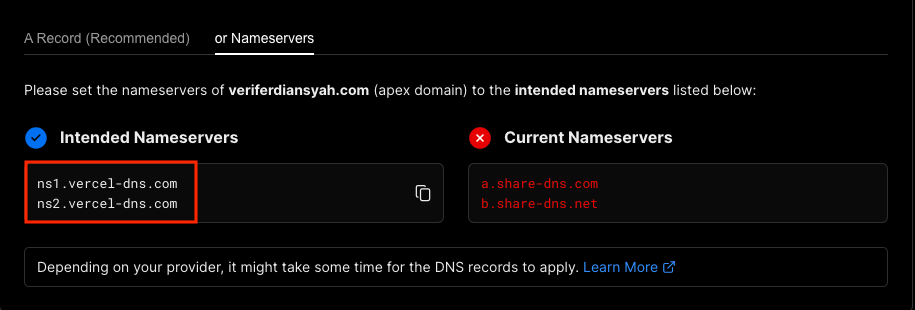 A Record (Recommended) or Nameservers
Please set the nameservers of veriferdiansyah.com (apex domain) to the intended nameservers listed below:
Intended Nameservers
ns1.vercel-dns.com
ns2.vercel-dns.com
Current Nameservers
a.share-dns.com
b.share-dns.net
Depending on your provider, it might take some time for the DNS records to apply. Learn More